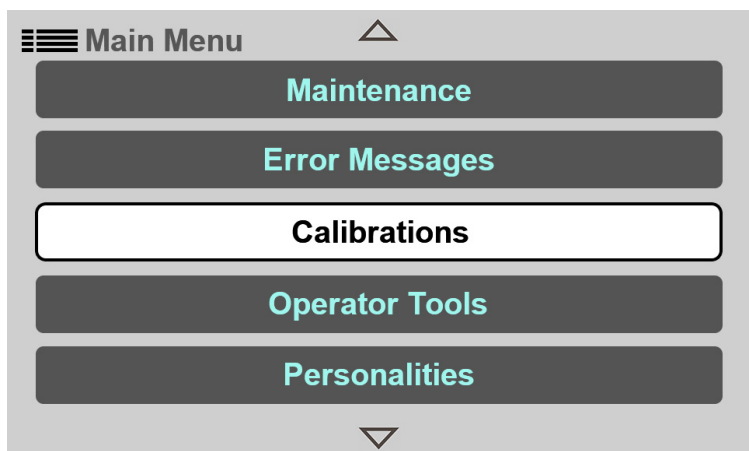 Main Menu
Maintenance
Error Messages
Calibrations
Operator Tools
Personalities